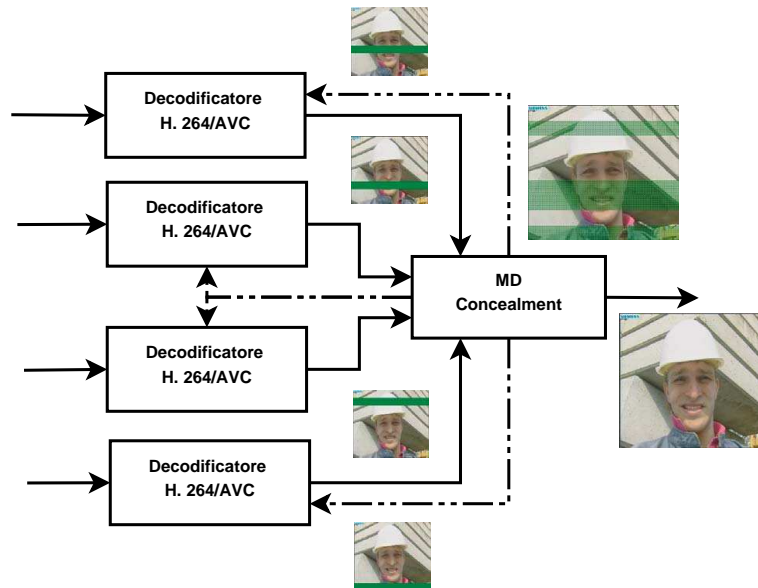 Decodificatore
H. 264/AVC
Decodificatore
H. 264/AVC
MD
Concealment
Decodificatore
H. 264/AVC
Decodificatore
H. 264/AVC